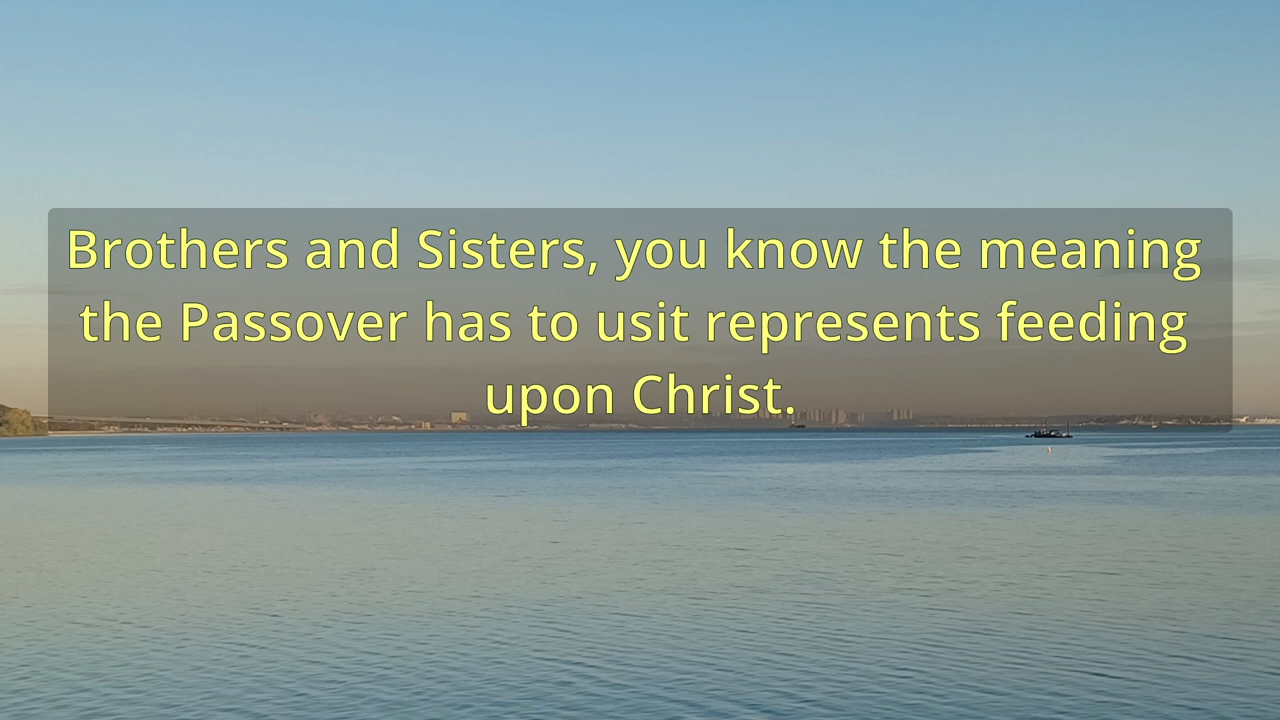 Brothers and Sisters, you know the meaning
the Passover has to usit represents feeding
upon Christ.